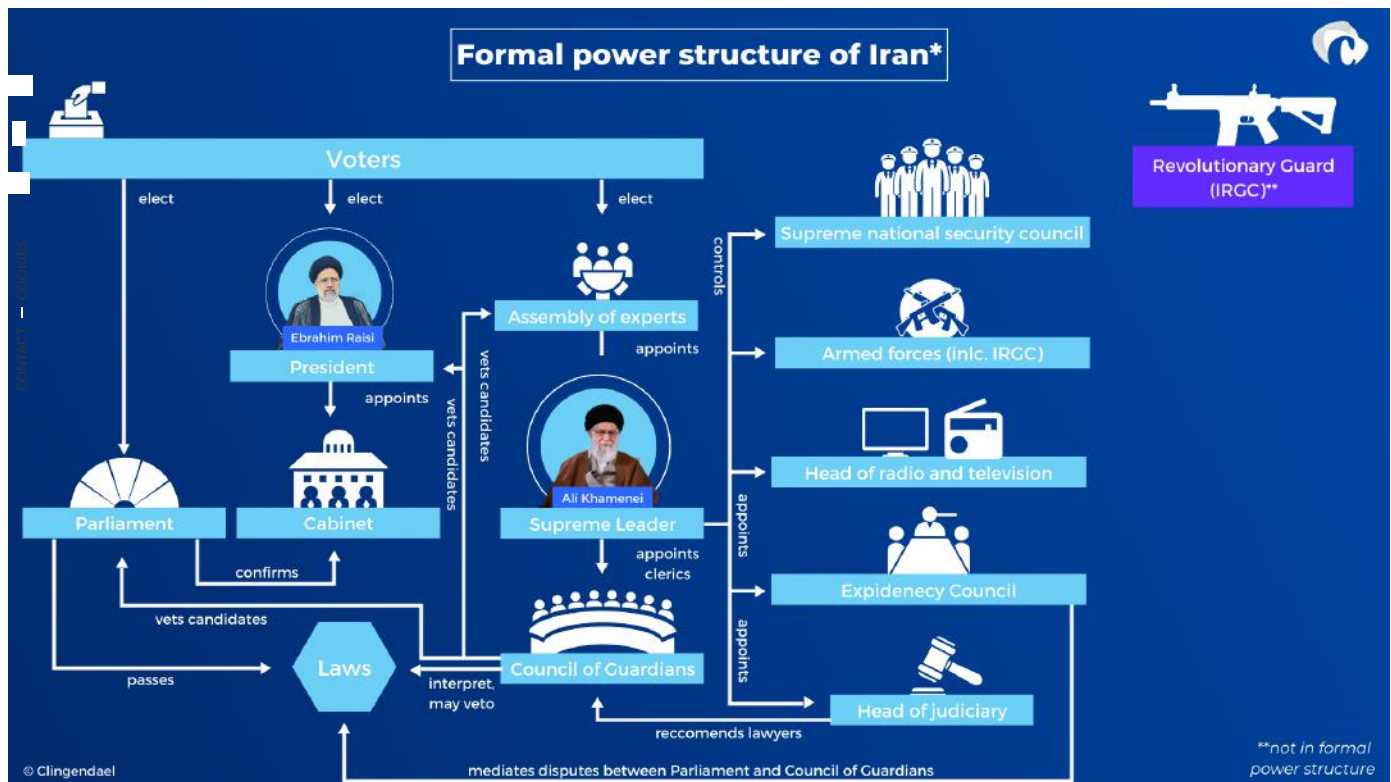 Formal power structure of Iran*
Voters
elect
elect
elect
Revolutionary Guard
(IRGC)**
Supreme national security council
controls
Ebrahim Raisi
President
appoints
Assembly of experts
appoints
Armed forces (inlc. IRGC)
vets candidates
vets candidates
CONTACT – COOKIES
Head of radio and television
Ali Khamenei
Supreme Leader
Parliament
Cabinet
confirms
appoints
clerics
appoints
Expidenecy Council
vets candidates
appoints
Laws
passes
Council of Guardians
interpret,
may veto
Head of judiciary
reccomends lawyers
**not in formal
power structure
© Clingendael
mediates disputes between Parliament and Council of Guardians